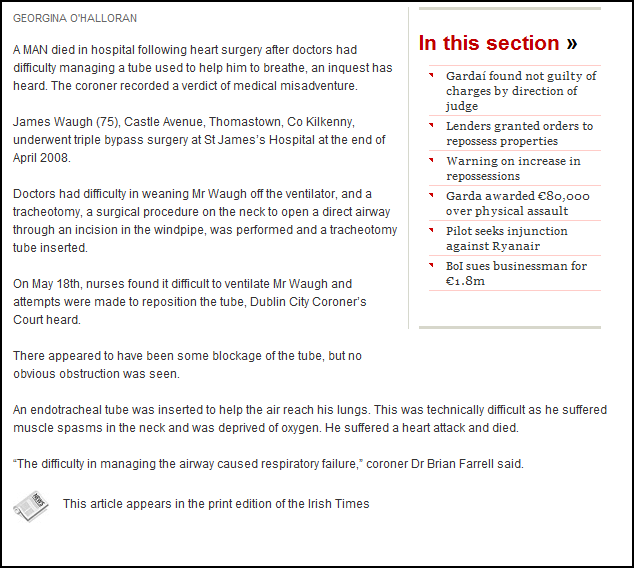 GEORGINA O'HALLORAN
A MAN died in hospital following heart surgery after doctors had
difficulty managing a tube used to help him to breathe, an inquest has
heard. The coroner recorded a verdict of medical misadventure.
James Waugh (75), Castle Avenue, Thomastown, Co Kilkenny,
underwent triple bypass surgery at St James’s Hospital at the end of
April 2008.
Doctors had difficulty in weaning Mr Waugh off the ventilator, and a
tracheotomy, a surgical procedure on the neck to open a direct airway
through an incision in the windpipe, was performed and a tracheotomy
tube inserted.
On May 18th, nurses found it difficult to ventilate Mr Waugh and
attempts were made to reposition the tube, Dublin City Coroner’s
Court heard.
There appeared to have been some blockage of the tube, but no
obvious obstruction was seen.
An endotracheal tube was inserted to help the air reach his lungs. This was technically difficult as he suffered
muscle spasms in the neck and was deprived of oxygen. He suffered a heart attack and died.
“The difficulty in managing the airway caused respiratory failure,” coroner Dr Brian Farrell said.
NEWS
This article appears in the print edition of the Irish Times
In this section »
Gardaí found not guilty of
charges by direction of
judge
Lenders granted orders to
repossess properties
Warning on increase in
repossessions
Garda awarded €80,000
over physical assault
Pilot seeks injunction
against Ryanair
BoI sues businessman for
€1.8m